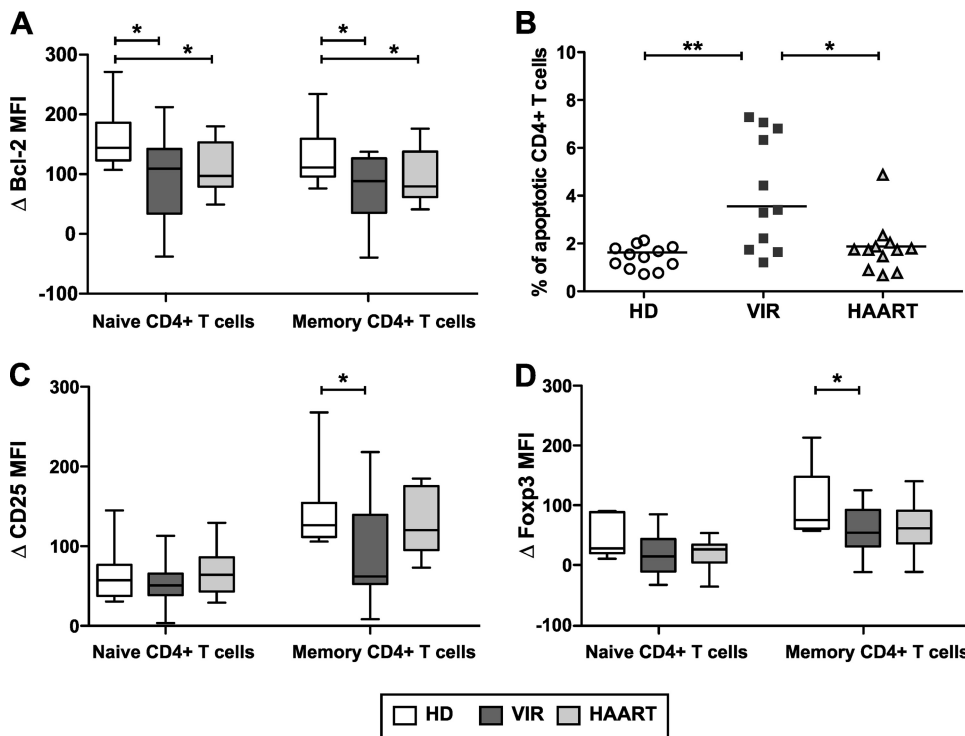 A
Δ Bcl-2 MFI
300
200
100
0
-100
* * * *
Naive CD4+ T cells Memory CD4+ T cells
B
% of apoptotic CD4+ T cells
10
8
6
4
2
0
** *
HD VIR HAART
C
Δ CD25 MFI
300
200
100
0
*
Naive CD4+ T cells Memory CD4+ T cells
D
Δ Foxp3 MFI
300
200
100
0
-100
*
Naive CD4+ T cells Memory CD4+ T cells
HD VIR HAART